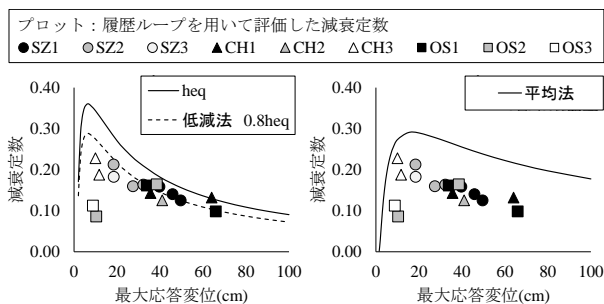 プロット：履歴ループを用いて評価した減衰定数
●SZ1 ●SZ2 ○SZ3 ▲CH1 ▲CH2 △CH3 ■OS1 ■OS2 □OS3
heq
低減法 0.8heq
減衰定数
0.40
0.30
0.20
0.10
0.00
0 20 40 60 80 100
最大応答変位(cm)
平均法
減衰定数
0.40
0.30
0.20
0.10
0.00
0 20 40 60 80 100
最大応答変位(cm)